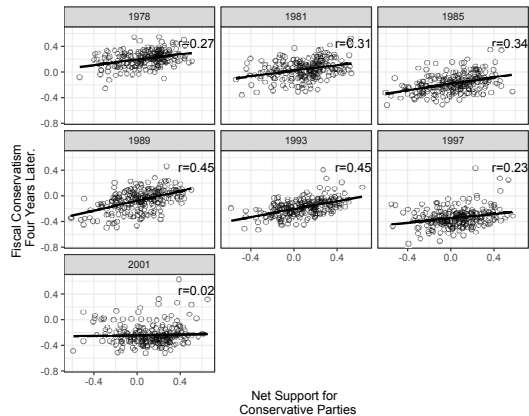 1978
1981
1985
r=0.27
r=0.31
r=0.34
0.4
0.0
-0.4
-0.8
1989
1993
1997
r=0.45
r=0.45
r=0.23
0.4
0.0
-0.4
-0.8
-0.4
0.0
0.4
-0.4
0.0
0.4
2001
r=0.02
0.4
0.0
-0.4
-0.8
-0.4
0.0
0.4
Fiscal Conservatism
Four Years Later.
Net Support for
Conservative Parties